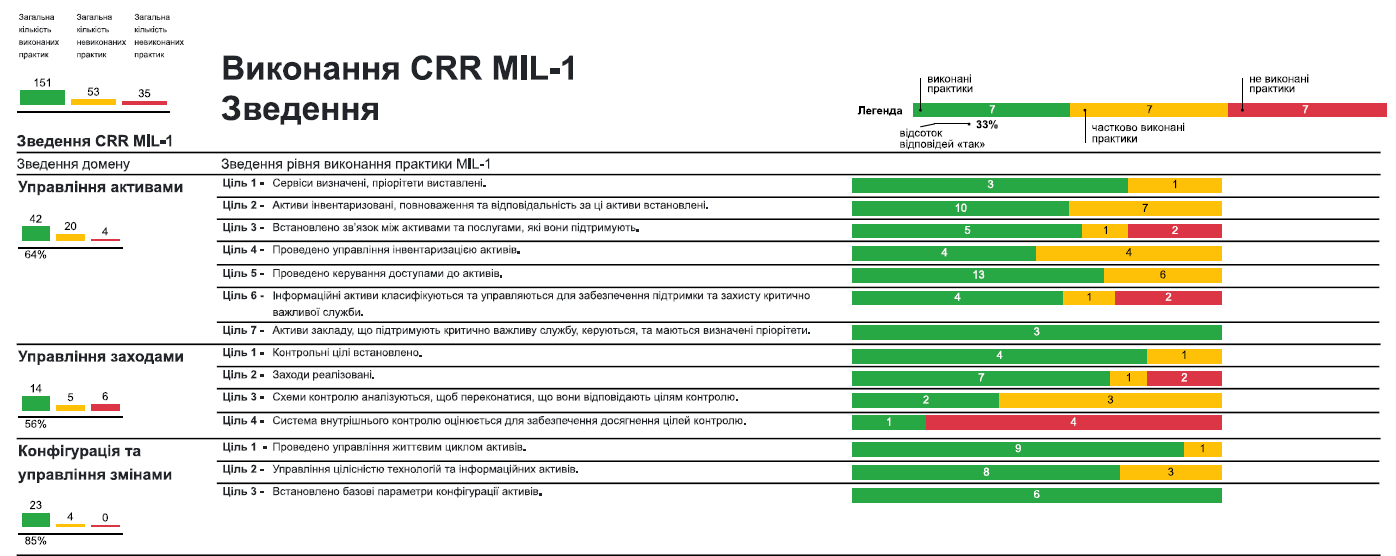 Загальна Загальна Загальна
кількість кількість кількість
виконаних невиконаних невиконаних
практик практик практик
151 53 35
Виконання CRR MIL-1
Зведення
виконані практики
не виконані практики
Легенда 7 7 7
33%
відсоток
відповідей «так»
частково виконані
практики
Зведення CRR MIL-1
Зведення домену Зведення рівня виконання практики MIL-1
Управління активами
42 20 4
64%
Ціль 1 - Сервіси визначені, пріорітети виставлені. 3 1
Ціль 2 - Активи інвентаризовані, повноваження та відповідальність за ці активи встановлені. 10 7
Ціль 3 - Встановлено зв'язок між активами та послугами, які вони підтримують. 5 1 2
Ціль 4 - Проведено управління інвентаризацією активів. 4 4
Ціль 5 - Проведено керування доступами до активів. 13 6
Ціль 6 - Інформаційні активи класифікуються та управляються для забезпечення підтримки та захисту критично
важливої служби. 4 1 2
Ціль 7 - Активи закладу, що підтримують критично важливу службу, керуються, та маються визначені пріорітети. 3
Управління заходами
14 5 6
56%
Ціль 1 - Контрольні цілі встановлено. 4 1
Ціль 2 - Заходи реалізовані. 7 1 2
Ціль 3 - Схеми контролю аналізуються, щоб переконатися, що вони відповідають цілям контролю. 2 3
Ціль 4 - Система внутрішнього контролю оцінюється для забезпечення досягнення цілей контролю. 1 4
Конфігурація та
управління змінами
23 4 0
85%
Ціль 1 - Проведено управління життєвим циклом активів. 9 1
Ціль 2 - Управління цілісністю технологій та інформаційних активів. 8 3
Ціль 3 - Встановлено базові параметри конфігурації активів. 6